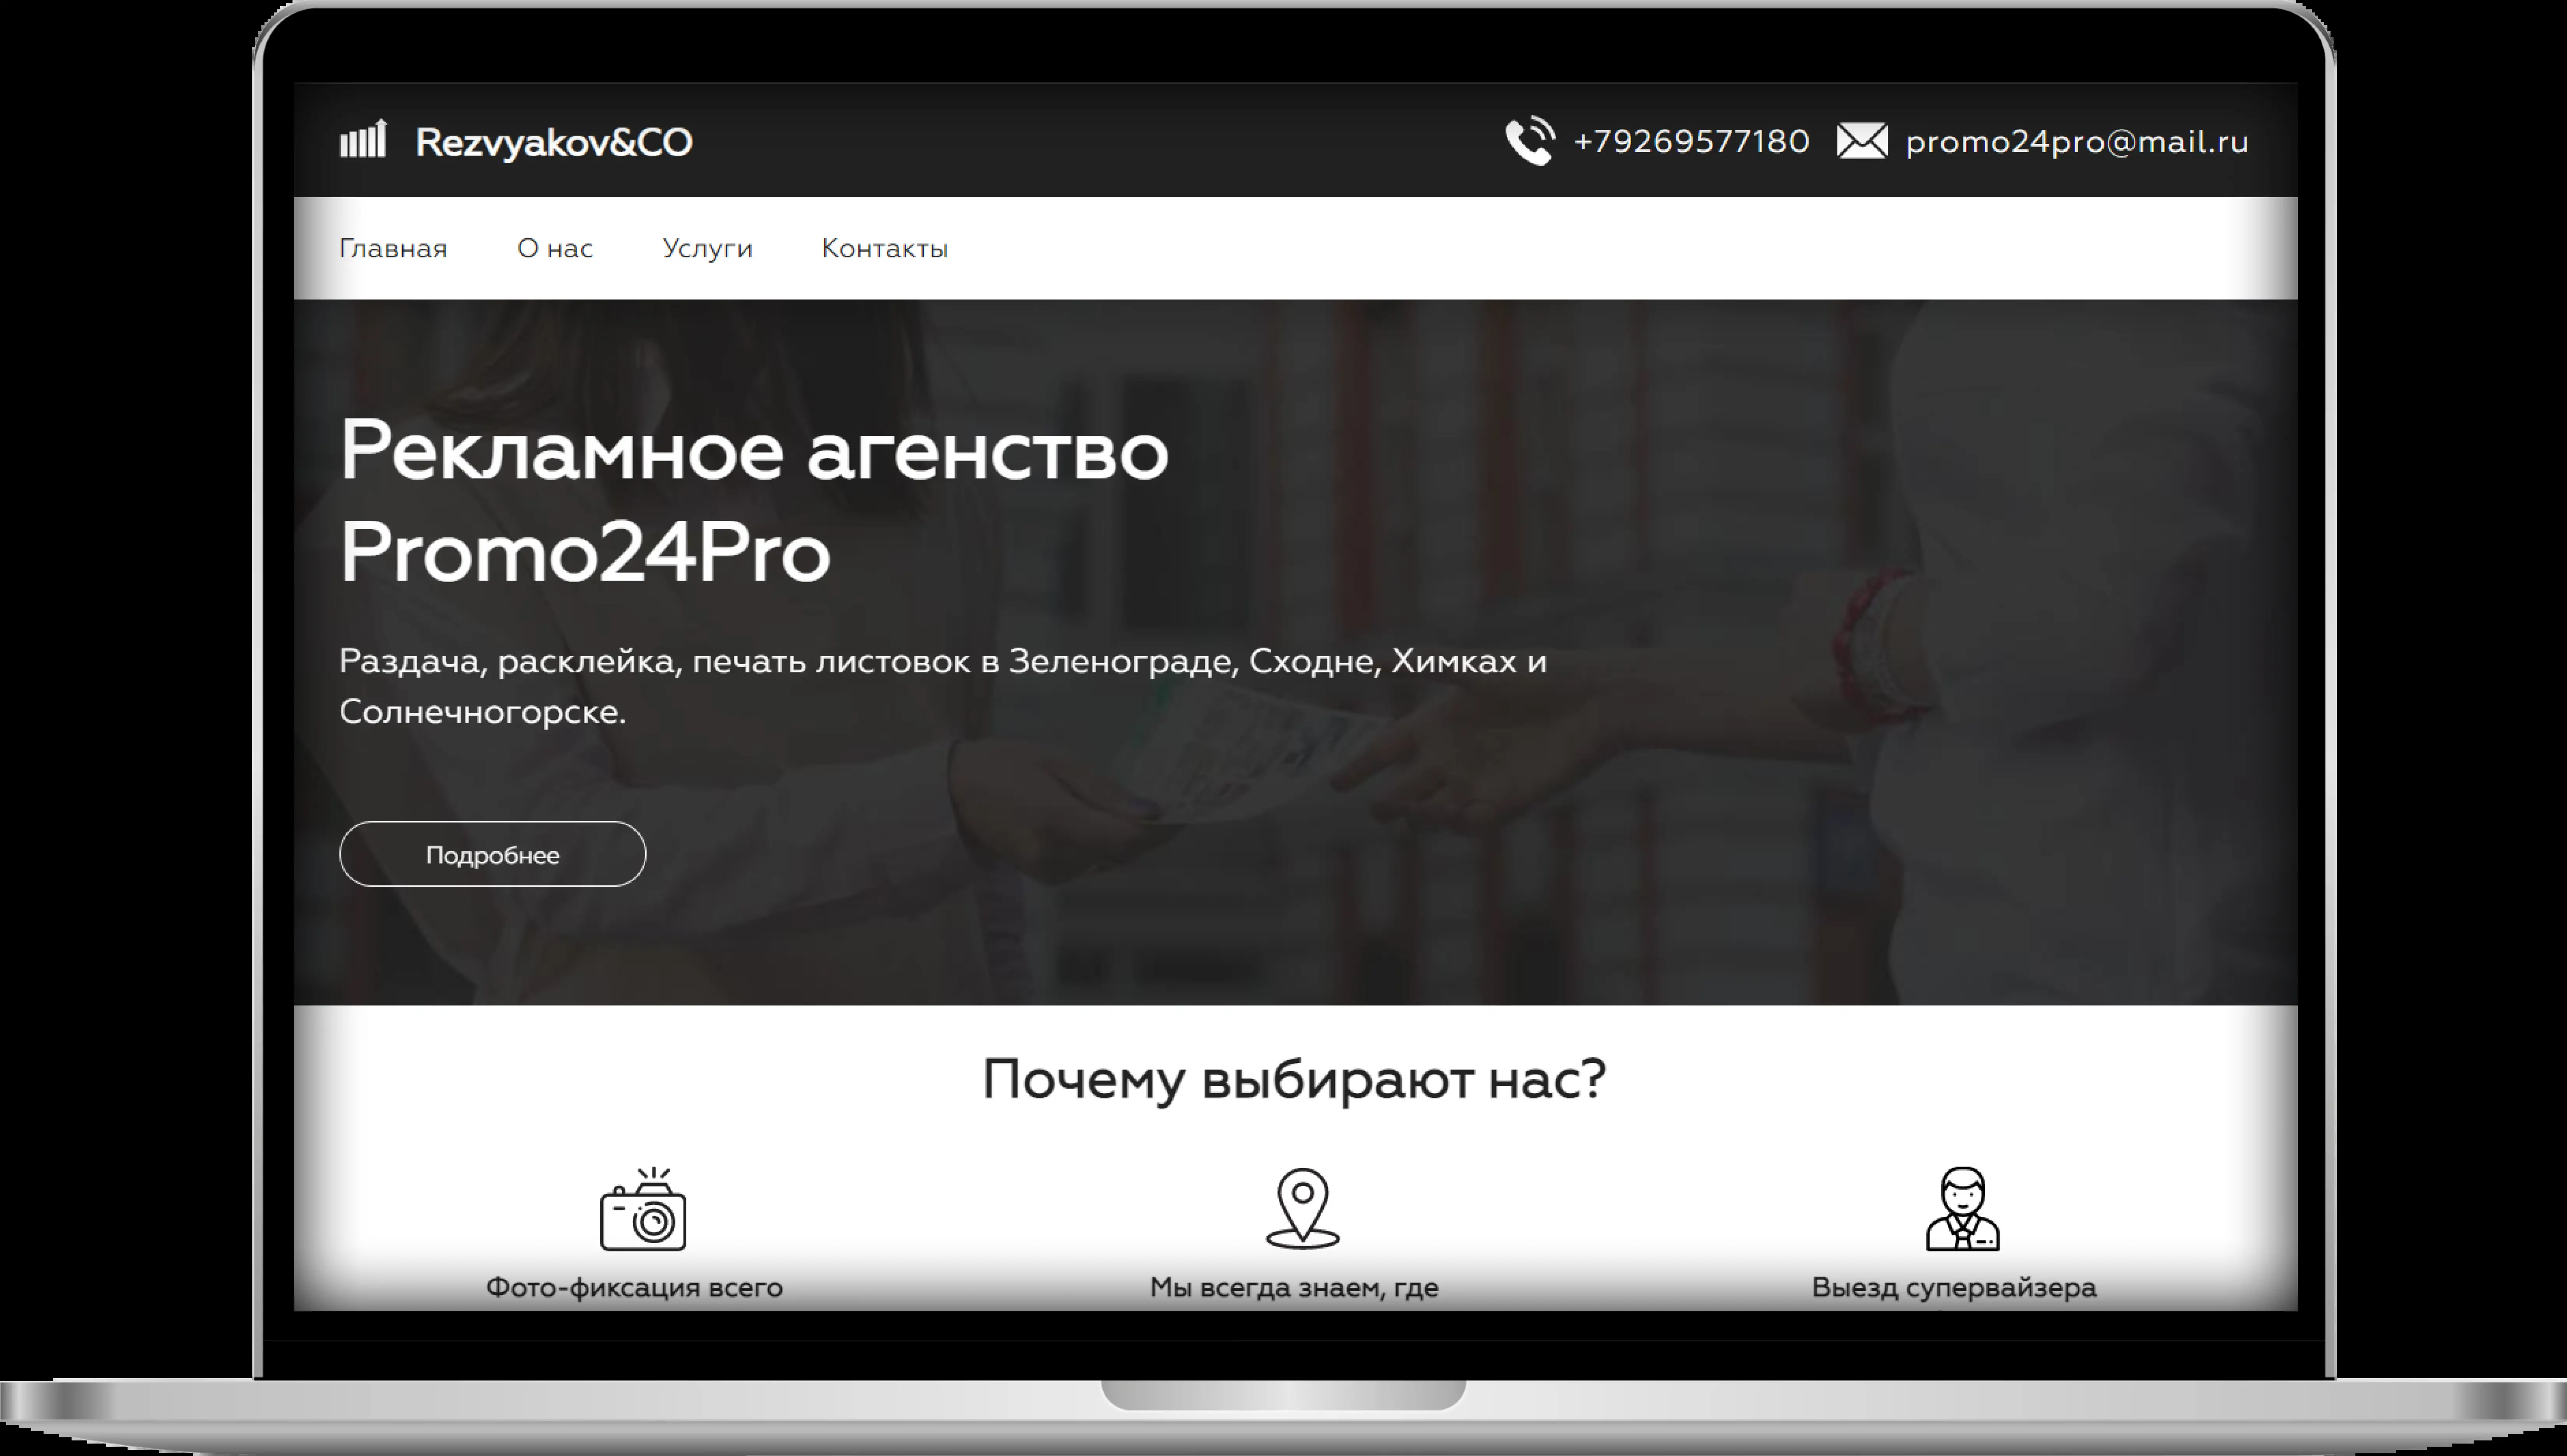 Rezvyakov&CO
+79269577180
promo24pro@mail.ru
Главная
О нас
Услуги
Контакты
Рекламное агенство
Promo24Pro
Раздача, расклейка, печать листовок в Зеленограде, Сходне, Химках и
Солнечногорске.
Подробнее
Почему выбирают нас?
Фото-фиксация всего
Мы всегда знаем, где
Выезд супервайзера